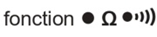 fonction ● Ω ●·)))